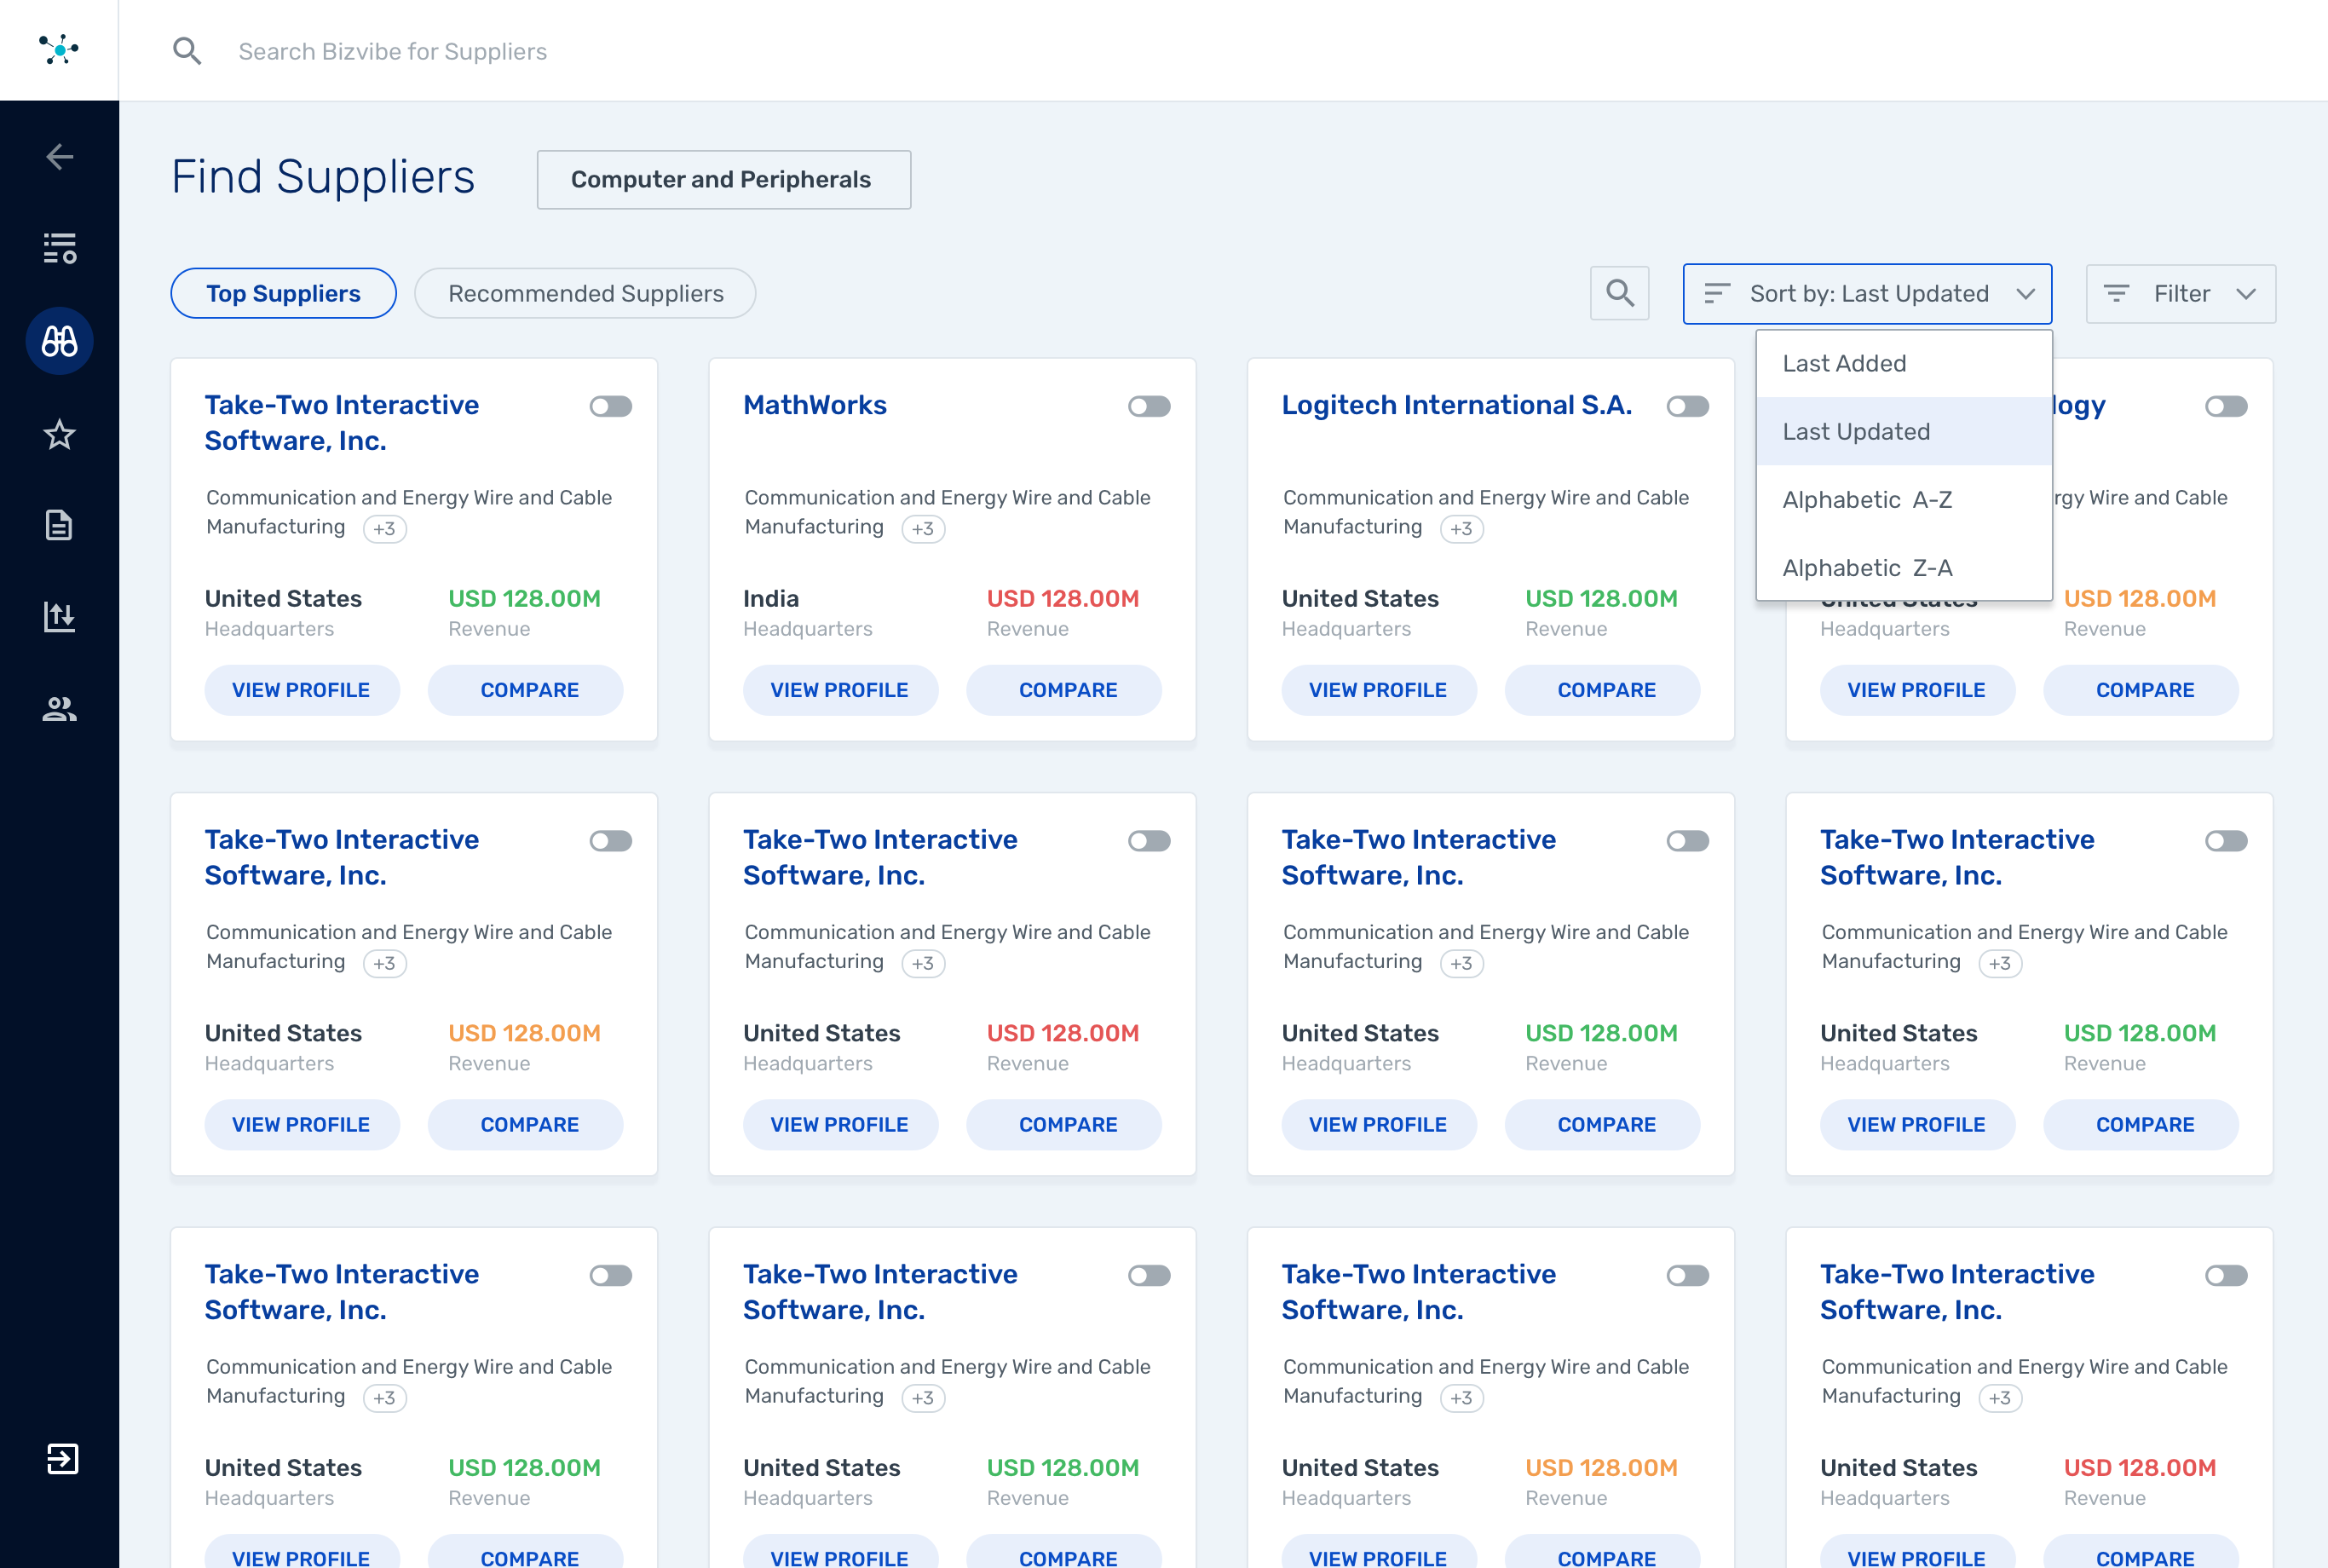 Search Bizvibe for Suppliers
Find Suppliers
Computer and Peripherals
Top Suppliers
Recommended Suppliers
Sort by: Last Updated
Filter
Last Added
Last Updated
Alphabetic A-Z
Alphabetic Z-A
Take-Two Interactive
Software, Inc.
Communication and Energy Wire and Cable
Manufacturing +3
United States
USD 128.00M
Headquarters
Revenue
VIEW PROFILE
COMPARE
MathWorks
Communication and Energy Wire and Cable
Manufacturing +3
India
USD 128.00M
Headquarters
Revenue
VIEW PROFILE
COMPARE
Logitech International S.A.
Communication and Energy Wire and Cable
Manufacturing +3
United States
USD 128.00M
Headquarters
Revenue
VIEW PROFILE
COMPARE
Wire and Cable
United States
USD 128.00M
Headquarters
Revenue
VIEW PROFILE
COMPARE
Take-Two Interactive
Software, Inc.
Communication and Energy Wire and Cable
Manufacturing +3
United States
USD 128.00M
Headquarters
Revenue
VIEW PROFILE
COMPARE
Take-Two Interactive
Software, Inc.
Communication and Energy Wire and Cable
Manufacturing +3
United States
USD 128.00M
Headquarters
Revenue
VIEW PROFILE
COMPARE
Take-Two Interactive
Software, Inc.
Communication and Energy Wire and Cable
Manufacturing +3
United States
USD 128.00M
Headquarters
Revenue
VIEW PROFILE
COMPARE
Take-Two Interactive
Software, Inc.
Communication and Energy Wire and Cable
Manufacturing +3
United States
USD 128.00M
Headquarters
Revenue
VIEW PROFILE
COMPARE
Take-Two Interactive
Software, Inc.
Communication and Energy Wire and Cable
Manufacturing +3
United States
USD 128.00M
Headquarters
Revenue
VIEW PROFILE
COMPARE
Take-Two Interactive
Software, Inc.
Communication and Energy Wire and Cable
Manufacturing +3
United States
USD 128.00M
Headquarters
Revenue
VIEW PROFILE
COMPARE
Take-Two Interactive
Software, Inc.
Communication and Energy Wire and Cable
Manufacturing +3
United States
USD 128.00M
Headquarters
Revenue
VIEW PROFILE
COMPARE
Take-Two Interactive
Software, Inc.
Communication and Energy Wire and Cable
Manufacturing +3
United States
USD 128.00M
Headquarters
Revenue
VIEW PROFILE
COMPARE